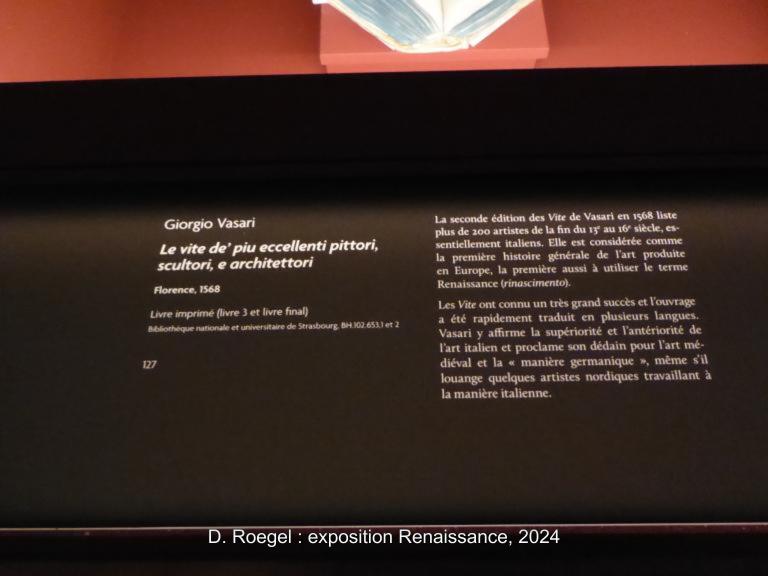 Giorgio Vasari
Le vite de' piu eccellenti pittori,
scultori, e architettori
Florence, 1568
Livre imprimé (livre 3 et livre final)
Bibliothèque nationale et universitaire de Strasbourg, BH.102.653,1 et 2
127
La seconde édition des Vite de Vasari en 1568 liste
plus de 200 artistes de la fin du 13e au 16e siècle, es-
sentiellement italiens. Elle est considérée comme
la première histoire générale de l'art produite
en Europe, la première aussi à utiliser le terme
Renaissance (rinascimento).
Les Vite ont connu un très grand succès et l'ouvrage
a été rapidement traduit en plusieurs langues.
Vasari y affirme la supériorité et l'antériorité de
l'art italien et proclame son dédain pour l'art mé-
diéval et la « manière germanique », même s'il
louange quelques artistes nordiques travaillant à
la manière italienne.
D. Roegel : exposition Renaissance, 2024